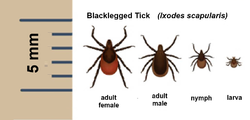 Blacklegged Tick (Ixodes scapularis)
5 mm
adult female
adult male
nymph
larva